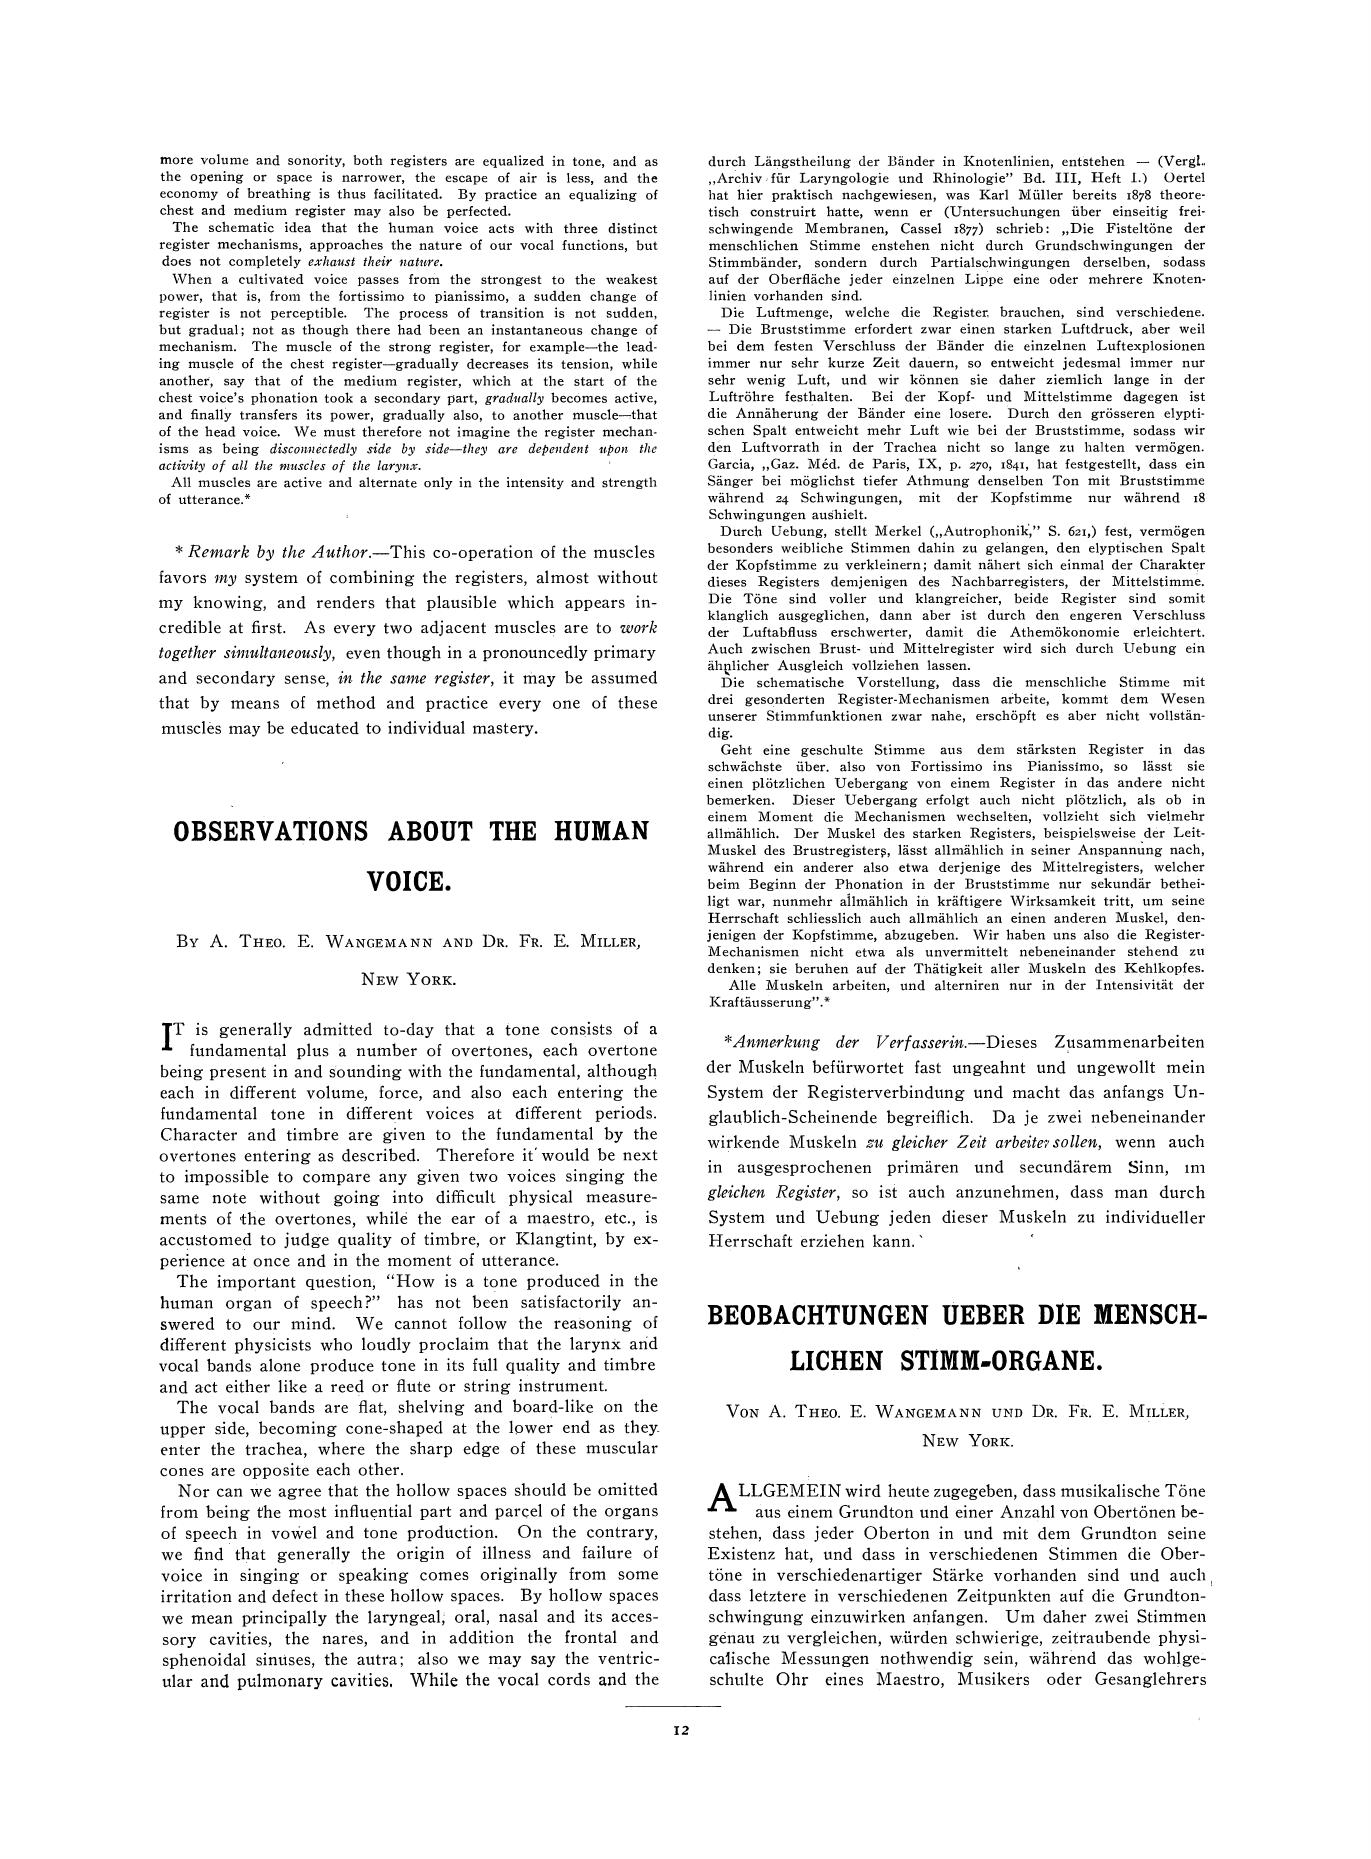 more volume and sonority, both registers are equalized in tone, and as
the opening or space is narrower, the escape of air is less, and the
economy of breathing is thus facilitated. By practice an equalizing of
chest and medium register may also be perfected.
The schematic idea that the human voice acts with three distinct
register mechanisms, approaches the nature of our vocal functions, but
does not completely exhaust their nature.
When a cultivated voice passes from the strongest to the weakest
power, that is, from the fortissimo to pianissimo, a sudden change of
register is not perceptible. The process of transition is not sudden,
but gradual; not as though there had been an instantaneous change of
mechanism. The muscle of the strong register, for example—the lead-
ing muscle of the chest register—gradually decreases its tension, while
another, say that of the medium register, which at the start of the
chest voice's phonation took a secondary part, gradually becomes active,
and finally transfers its power, gradually also, to another muscle—that
of the head voice. We must therefore not imagine the register mechan-
isms as being disconnectedly side by side—they are dependent upon the
activity of all the muscles of the larynx.
All muscles are active and alternate only in the intensity and strength
of utterance.*
* Remark by the Author.—This co-operation of the muscles
favors my system of combining the registers, almost without
my knowing, and renders that plausible which appears in-
credible at first. As every two adjacent muscles are to work
together simultaneously, even though in a pronouncedly primary
and secondary sense, in the same register, it may be assumed
that by means of method and practice every one of these
muscles may be educated to individual mastery.
OBSERVATIONS ABOUT THE HUMAN
VOICE.
By A. Theo. E. Wangemann and Dr. Fr. E. Miller,
New York.
IT is generally admitted to-day that a tone consists of a
fundamental plus a number of overtones, each overtone
being present in and sounding with the fundamental, although
each in different volume, force, and also each entering the
fundamental tone in different voices at different periods.
Character and timbre are given to the fundamental by the
overtones entering as described. Therefore it would be next
to impossible to compare any given two voices singing the
same note without going into difficult physical measure-
ments of the overtones, while the ear of a maestro, etc., is
accustomed to judge quality of timbre, or Klangtint, by ex-
perience at once and in the moment of utterance.
The important question, "How is a tone produced in the
human organ of speech?" has not been satisfactorily an-
swered to our mind. We cannot follow the reasoning of
different physicists who loudly proclaim that the larynx and
vocal bands alone produce tone in its full quality and timbre
and act either like a reed or flute or string instrument.
The vocal bands are flat, shelving and board-like on the
upper side, becoming cone-shaped at the lower end as they
enter the trachea, where the sharp edge of these muscular
cones are opposite each other.
Nor can we agree that the hollow spaces should be omitted
from being the most influential part and parcel of the organs
of speech in vowel and tone production. On the contrary,
we find that generally the origin of illness and failure of
voice in singing or speaking comes originally from some
irritation and defect in these hollow spaces. By hollow spaces
we mean principally the laryngeal, oral, nasal and its acces-
sory cavities, the nares, and in addition the frontal and
sphenoidal sinuses, the autra; also we may say the ventric-
ular and pulmonary cavities. While the vocal cords and the
durch Längstheilung der Bänder in Knotenlinien, entstehen — (Vergl.
„Archiv für Laryngologie und Rhinologie" Bd. III, Heft 1.) Oertel
hat hier praktisch nachgewiesen, was Karl Müller bereits 1878 theore-
tisch construirt hatte, wenn er (Untersuchungen über einseitig frei-
schwingende Membranen, Cassel 1877) schrieb: „Die Fisteltöne der
menschlichen Stimme enstehen nicht durch Grundschwingungen der
Stimmbänder, sondern durch Partialschwingungen derselben, sodass
auf der Oberfläche jeder einzelnen Lippe eine oder mehrere Knoten-
linien vorhanden sind.
Die Luftmenge, welche die Register brauchen, sind verschiedene.
— Die Bruststimme erfordert zwar einen starken Luftdruck, aber weil
bei dem festen Verschluss der Bänder die einzelnen Luftexplosionen
immer nur sehr kurze Zeit dauern, so entweicht jedesmal immer nur
sehr wenig Luft, und wir können sie daher ziemlich lange in der
Luftröhre festhalten. Bei der Kopf- und Mittelstimme dagegen ist
die Annäherung der Bänder eine losere. Durch den grösseren elypti-
schen Spalt entweicht mehr Luft wie bei der Bruststimme, sodass wir
den Luftvorrath in der Trachea nicht so lange zu halten vermögen.
Garcia, „Gaz. Méd. de Paris, IX, p. 270, 1841, hat festgestellt, dass ein
Sänger bei möglichst tiefer Athmung denselben Ton mit Bruststimme
während 24 Schwingungen, mit der Kopfstimme nur während 18
Schwingungen aushielt.
Durch Uebung, stellt Merkel („Autrophonik," S. 621,) fest, vermögen
besonders weibliche Stimmen dahin zu gelangen, den elyptischen Spalt
der Kopfstimme zu verkleinern; damit nähert sich einmal der Charakter
dieses Registers demjenigen des Nachbarregisters, der Mittelstimme.
Die Töne sind voller und klangreicher, beide Register sind somit
klanglich ausgeglichen, dann aber ist durch den engeren Verschluss
der Luftabfluss erschwerter, damit die Athemökonomie erleichtert.
Auch zwischen Brust- und Mittelregister wird sich durch Uebung ein
ähnlicher Ausgleich vollziehen lassen.
Die schematische Vorstellung, dass die menschliche Stimme mit
drei gesonderten Register-Mechanismen arbeite, kommt dem Wesen
unserer Stimmfunktionen zwar nahe, erschöpft es aber nicht vollstän-
dig.
Geht eine geschulte Stimme aus dem stärksten Register in das
schwächste über. also von Fortissimo ins Pianissimo, so lässt sie
einen plötzlichen Uebergang von einem Register in das andere nicht
bemerken. Dieser Uebergang erfolgt auch nicht plötzlich, als ob in
einem Moment die Mechanismen wechselten, vollzieht sich vielmehr
allmählich. Der Muskel des starken Registers, beispielsweise der Leit-
Muskel des Brustregisters, lässt allmählich in seiner Anspannung nach,
während ein anderer also etwa derjenige des Mittelregisters, welcher
beim Beginn der Phonation in der Bruststimme nur sekundär bethei-
ligt war, nunmehr allmählich in kräftigere Wirksamkeit tritt, um seine
Herrschaft schliesslich auch allmählich an einen anderen Muskel, den-
jenigen der Kopfstimme, abzugeben. Wir haben uns also die Register-
Mechanismen nicht etwa als unvermittelt nebeneinander stehend zu
denken; sie beruhen auf der Thätigkeit aller Muskeln des Kehlkopfes.
Alle Muskeln arbeiten, und alterniren nur in der Intensivität der
Kraftäusserung".*
*Anmerkung der Verfasserin.—Dieses Zusammenarbeiten
der Muskeln befürwortet fast ungeahnt und ungewollt mein
System der Registerverbindung und macht das anfangs Un-
glaublich-Scheinende begreiflich. Da je zwei nebeneinander
wirkende Muskeln zu gleicher Zeit arbeiten sollen, wenn auch
in ausgesprochenen primären und secundärem Sinn, im
gleichen Register, so ist auch anzunehmen, dass man durch
System und Uebung jeden dieser Muskeln zu individueller
Herrschaft erziehen kann.
BEOBACHTUNGEN UEBER DIE MENSCH-
LICHEN STIMM-ORGANE.
Von A. Theo. E. Wangemann und Dr. Fr. E. Miller,
New York.
ALLGEMEIN wird heute zugegeben, dass musikalische Töne
aus einem Grundton und einer Anzahl von Obertönen be-
stehen, dass jeder Oberton in und mit dem Grundton seine
Existenz hat, und dass in verschiedenen Stimmen die Ober-
töne in verschiedenartiger Stärke vorhanden sind und auch
dass letztere in verschiedenen Zeitpunkten auf die Grundton-
schwingung einzuwirken anfangen. Um daher zwei Stimmen
genau zu vergleichen, würden schwierige, zeitraubende physi-
calische Messungen nothwendig sein, während das wohlge-
schulte Ohr eines Maestro, Musikers oder Gesanglehrers
12